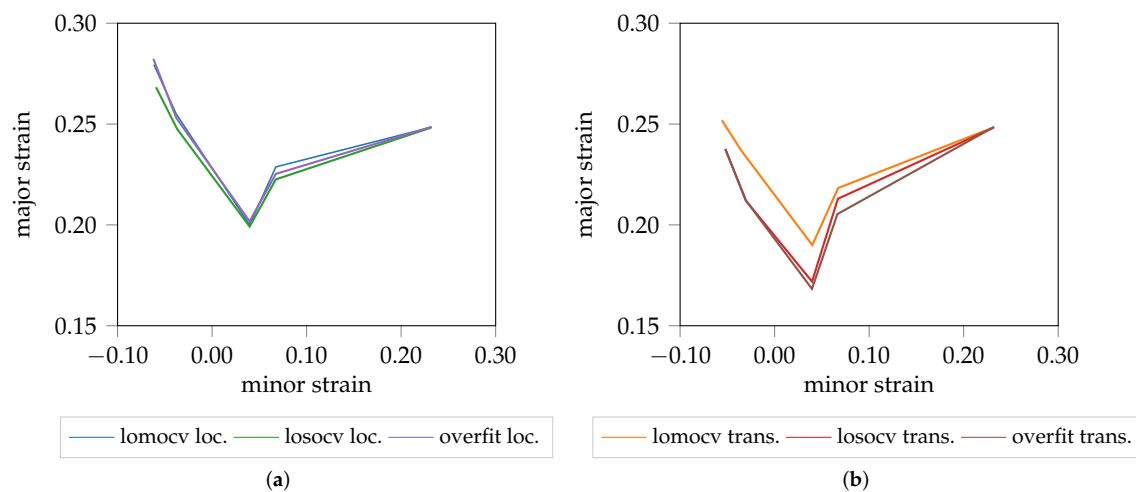 0.30
0.25
0.20
0.15
major strain
−0.10
0.00
0.10
0.20
0.30
minor strain
lomocv loc.
losocv loc.
overfit loc.
(a)
0.30
0.25
0.20
0.15
major strain
−0.10
0.00
0.10
0.20
0.30
minor strain
lomocv trans.
losocv trans.
overfit trans.
(b)